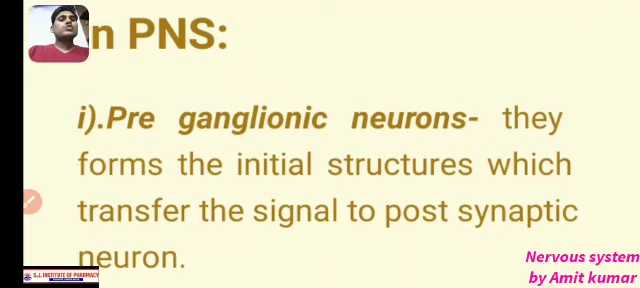 n PNS:
i).Pre ganglionic neurons- they
forms the initial structures which
transfer the signal to post synaptic
neuron.
S.J. INSTITUTE OF PHARMACY
Nervous system
by Amit kumar